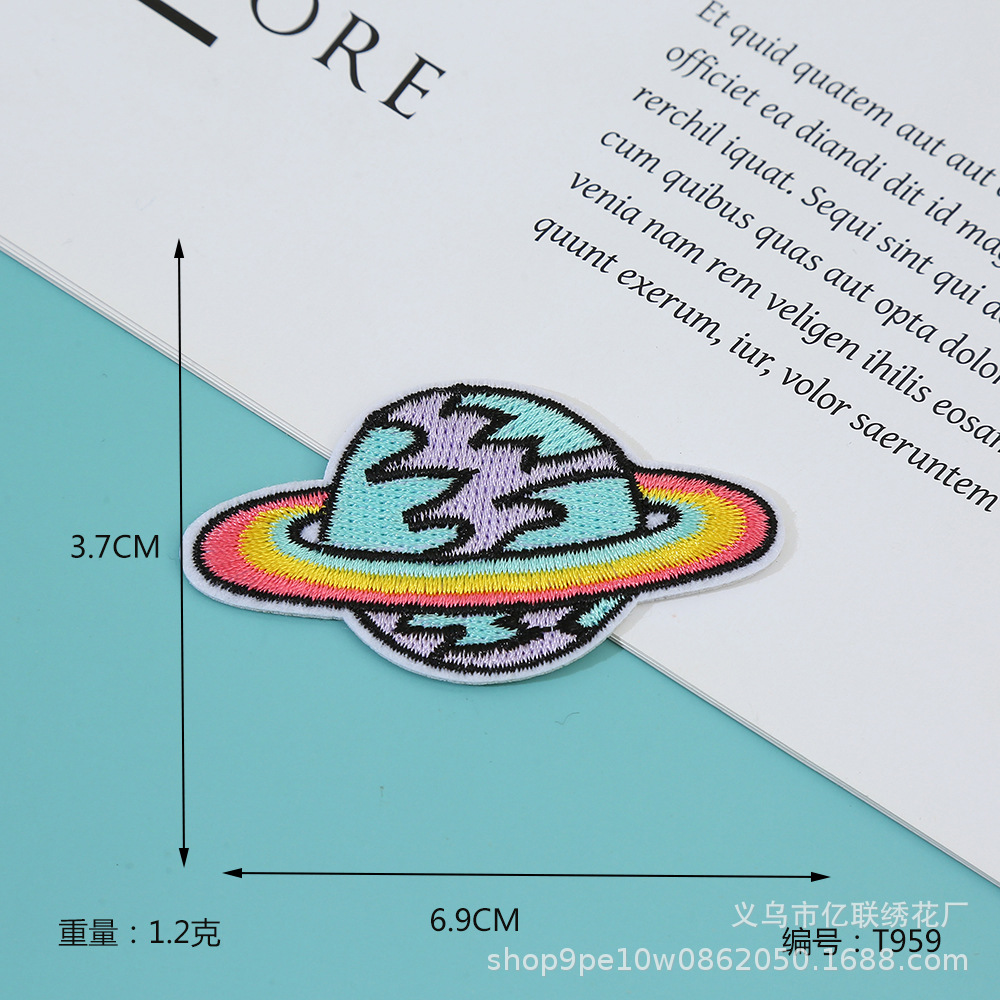 ORE
Et quid quatem aut aut
officiet ea diandi dit id
rerchil iquat. Sequi sint qui
cum quibus quas aut opta dolo
venia nam rem veligen ihilis eosa
quunt exerum, iur, volor saeruntem
3.7CM
6.9CM
重量：1.2克
义乌市亿联绣花厂
编号：T959
shop9pe10w0862050.1688.com